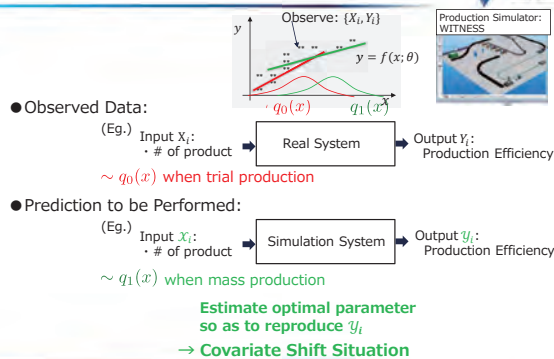 Observe: {Xᵢ, Yᵢ}
Production Simulator:
WITNESS
y
y = f(x; θ)
x
~ q₀(x)
q₁(x)
●Observed Data:
(Eg.)
Input Xᵢ:
・# of product
Real System
Output Yᵢ:
Production Efficiency
~ q₀(x) when trial production
●Prediction to be Performed:
(Eg.)
Input xᵢ:
・# of product
Simulation System
Output yᵢ:
Production Efficiency
~ q₁(x) when mass production
Estimate optimal parameter
so as to reproduce yᵢ
→ Covariate Shift Situation